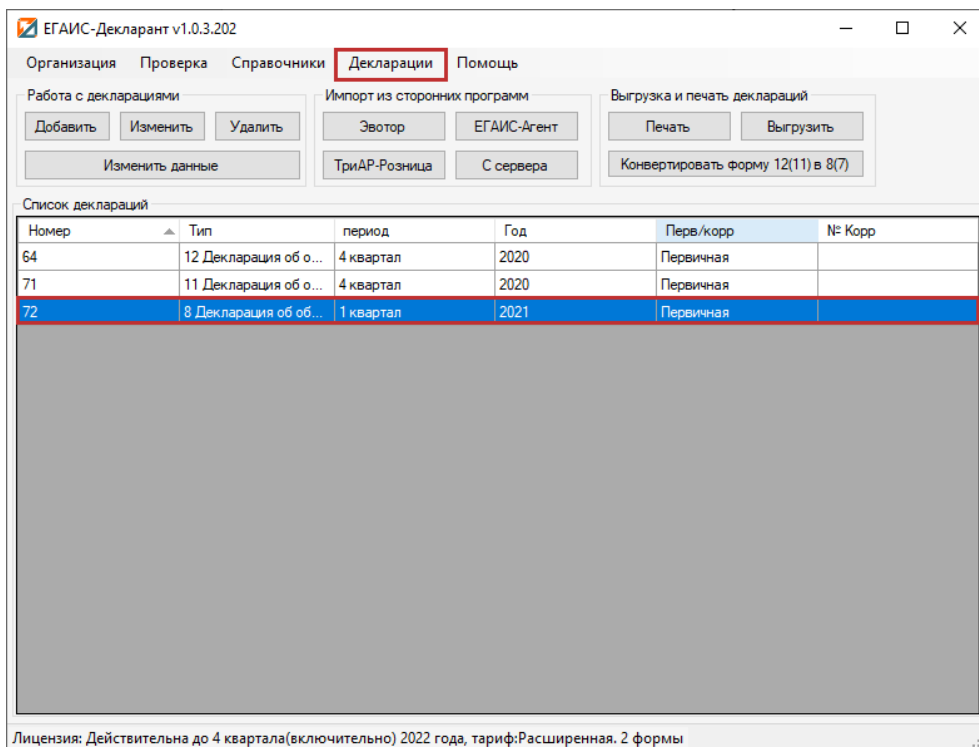 ЕГАИС-Декларант v1.0.3.202
Организация Проверка Справочники Декларации Помощь
Работа с декларациями Импорт из сторонних программ Выгрузка и печать деклараций
Добавить Изменить Удалить Эвотор ЕГАИС-Агент Печать Выгрузить
Изменить данные ТриАР-Розница С сервера Конвертировать форму 12(11) в 8(7)
Список деклараций
Номер Тип период Год Перв/корр № Корр
64 12 Декларация об о... 4 квартал 2020 Первичная
71 11 Декларация об о... 4 квартал 2020 Первичная
72 8 Декларация об об... 1 квартал 2021 Первичная
Лицензия: Действительна до 4 квартала(включительно) 2022 года, тариф:Расширенная. 2 формы